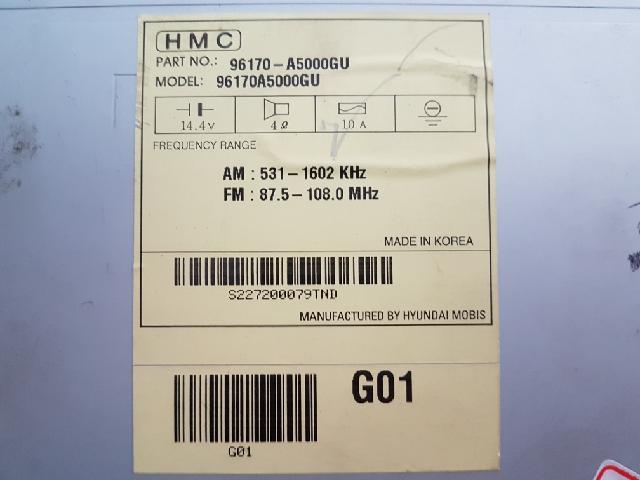 HMC
PART NO.: 96170-A5000GU
MODEL: 96170A5000GU
14.4V 4Ω 10 A
FREQUENCY RANGE
AM : 531-1602 KHz
FM : 87.5-108.0 MHz
MADE IN KOREA
S227200079TND
MANUFACTURED BY HYUNDAI MOBIS
G01
G01